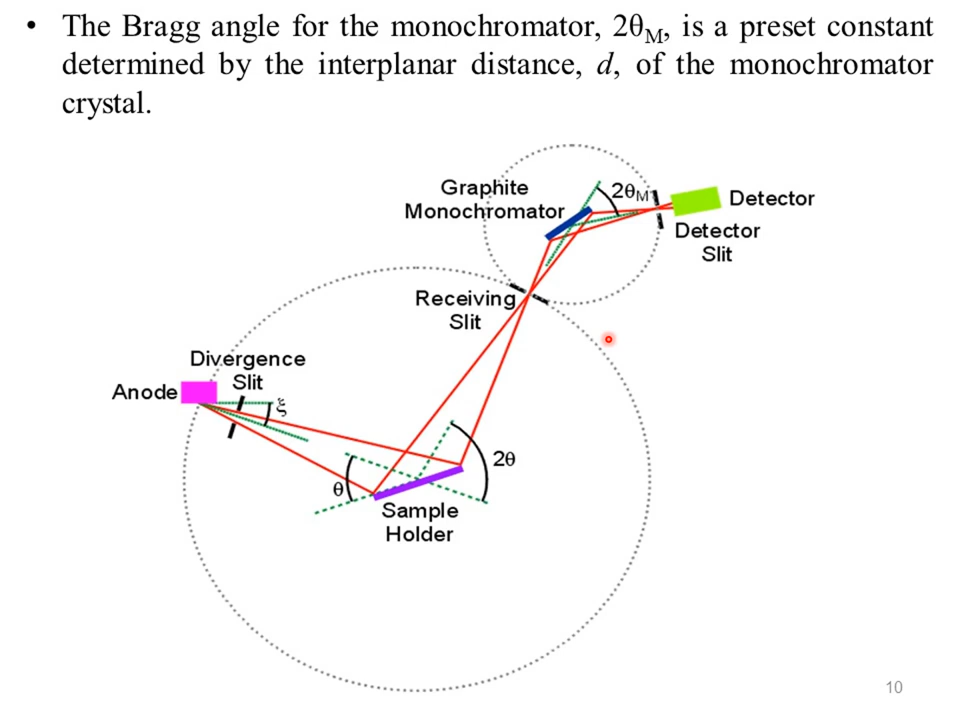 • The Bragg angle for the monochromator, 2θM, is a preset constant
determined by the interplanar distance, d, of the monochromator
crystal.
Graphite
Monochromator
2θM
Detector
Detector
Slit
Receiving
Slit
Divergence
Slit
Anode
ξ
2θ
θ
Sample
Holder
10